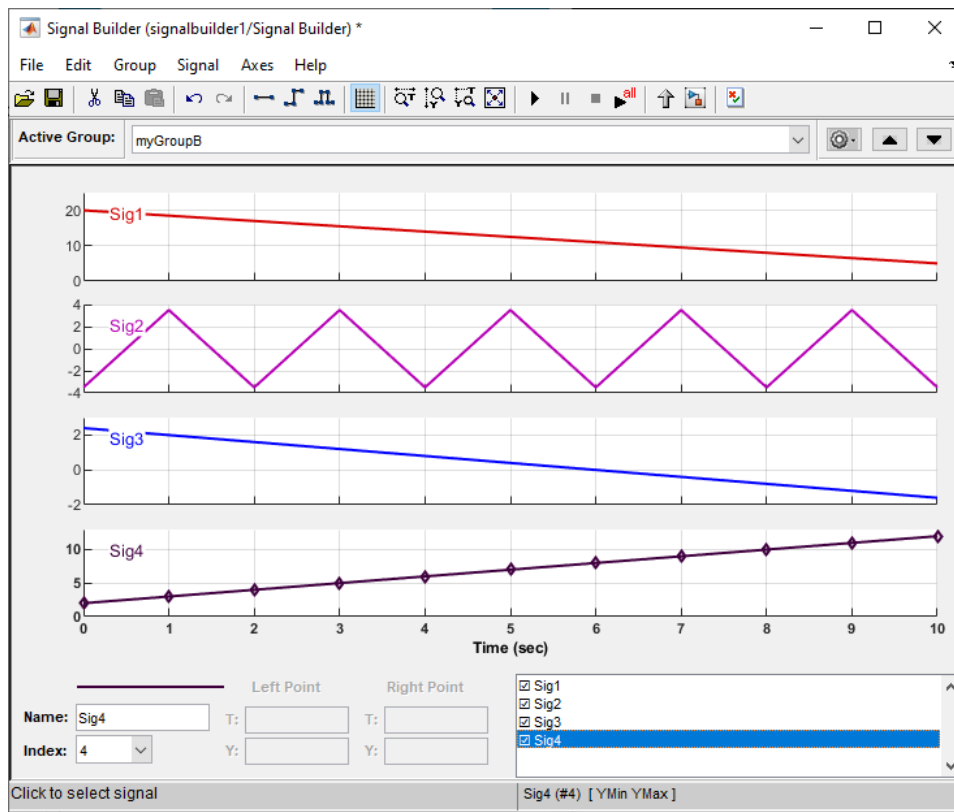 Signal Builder (signalbuilder1/Signal Builder) *
File Edit Group Signal Axes Help
all
Active Group: myGroupB
20
10
0
Sig1
4
2
0
-2
-4
Sig2
2
0
-2
Sig3
10
5
0
Sig4
0 1 2 3 4 5 6 7 8 9 10
Time (sec)
Left Point Right Point
Name: Sig4 T: T:
Index: 4 Y: Y:
Sig1
Sig2
Sig3
Sig4
Click to select signal
Sig4 (#4) [ YMin YMax ]